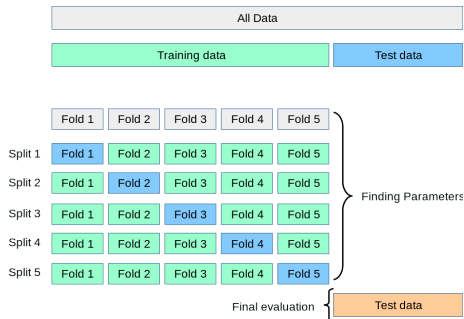 All Data
Training data Test data
Fold 1 Fold 2 Fold 3 Fold 4 Fold 5
Split 1 Fold 1 Fold 2 Fold 3 Fold 4 Fold 5
Split 2 Fold 1 Fold 2 Fold 3 Fold 4 Fold 5
Finding Parameters
Split 3 Fold 1 Fold 2 Fold 3 Fold 4 Fold 5
Split 4 Fold 1 Fold 2 Fold 3 Fold 4 Fold 5
Split 5 Fold 1 Fold 2 Fold 3 Fold 4 Fold 5
Final evaluation Test data